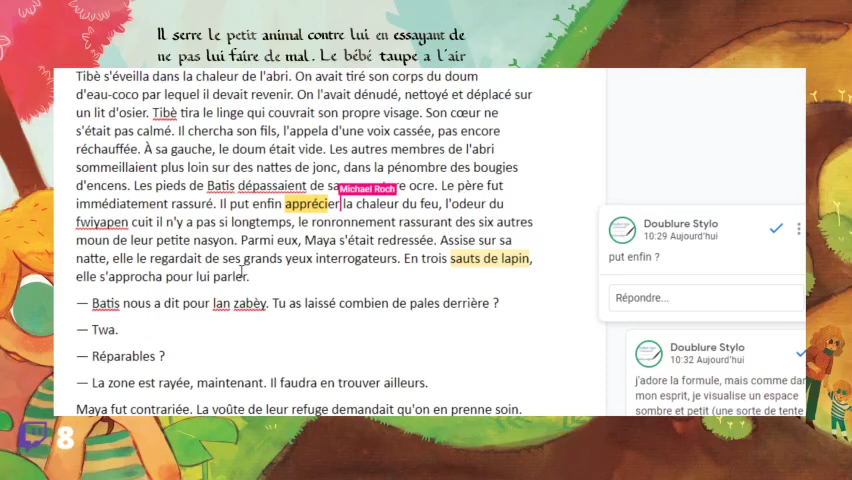 Il serre le petit animal contre lui en essayant de
ne pas lui faire de mal. Le bébé taupe a l'air
Tibè s'éveilla dans la chaleur de l'abri. On avait tiré son corps du doum
d'eau-coco par lequel il devait revenir. On l'avait dénudé, nettoyé et déplacé sur
un lit d'osier. Tibè tira le linge qui couvrait son propre visage. Son cœur ne
s'était pas calmé. Il chercha son fils, l'appela d'une voix cassée, pas encore
réchauffée. À sa gauche, le doum était vide. Les autres membres de l'abri
sommeillaient plus loin sur des nattes de jonc, dans la pénombre des bougies
d'encens. Les pieds de Batis dépassaient de sa ocre. Le père fut
Michael Roch
immédiatement rassuré. Il put enfin apprécier la chaleur du feu, l'odeur du
fwiyapen cuit il n'y a pas si longtemps, le ronronnement rassurant des six autres
moun de leur petite nasyon. Parmi eux, Maya s'était redressée. Assise sur sa
natte, elle le regardait de ses grands yeux interrogateurs. En trois sauts de lapin,
elle s'approcha pour lui parler.
— Batis nous a dit pour lan zabèy. Tu as laissé combien de pales derrière ?
— Twa.
— Réparables ?
— La zone est rayée, maintenant. Il faudra en trouver ailleurs.
Maya fut contrariée. La voûte de leur refuge demandait qu'on en prenne soin.
Doublure Stylo
10:29 Aujourd'hui
put enfin ?
Répondre...
Doublure Stylo
10:32 Aujourd'hui
j'adore la formule, mais comme dans
mon esprit, je visualise un espace
sombre et petit (une sorte de tente
8